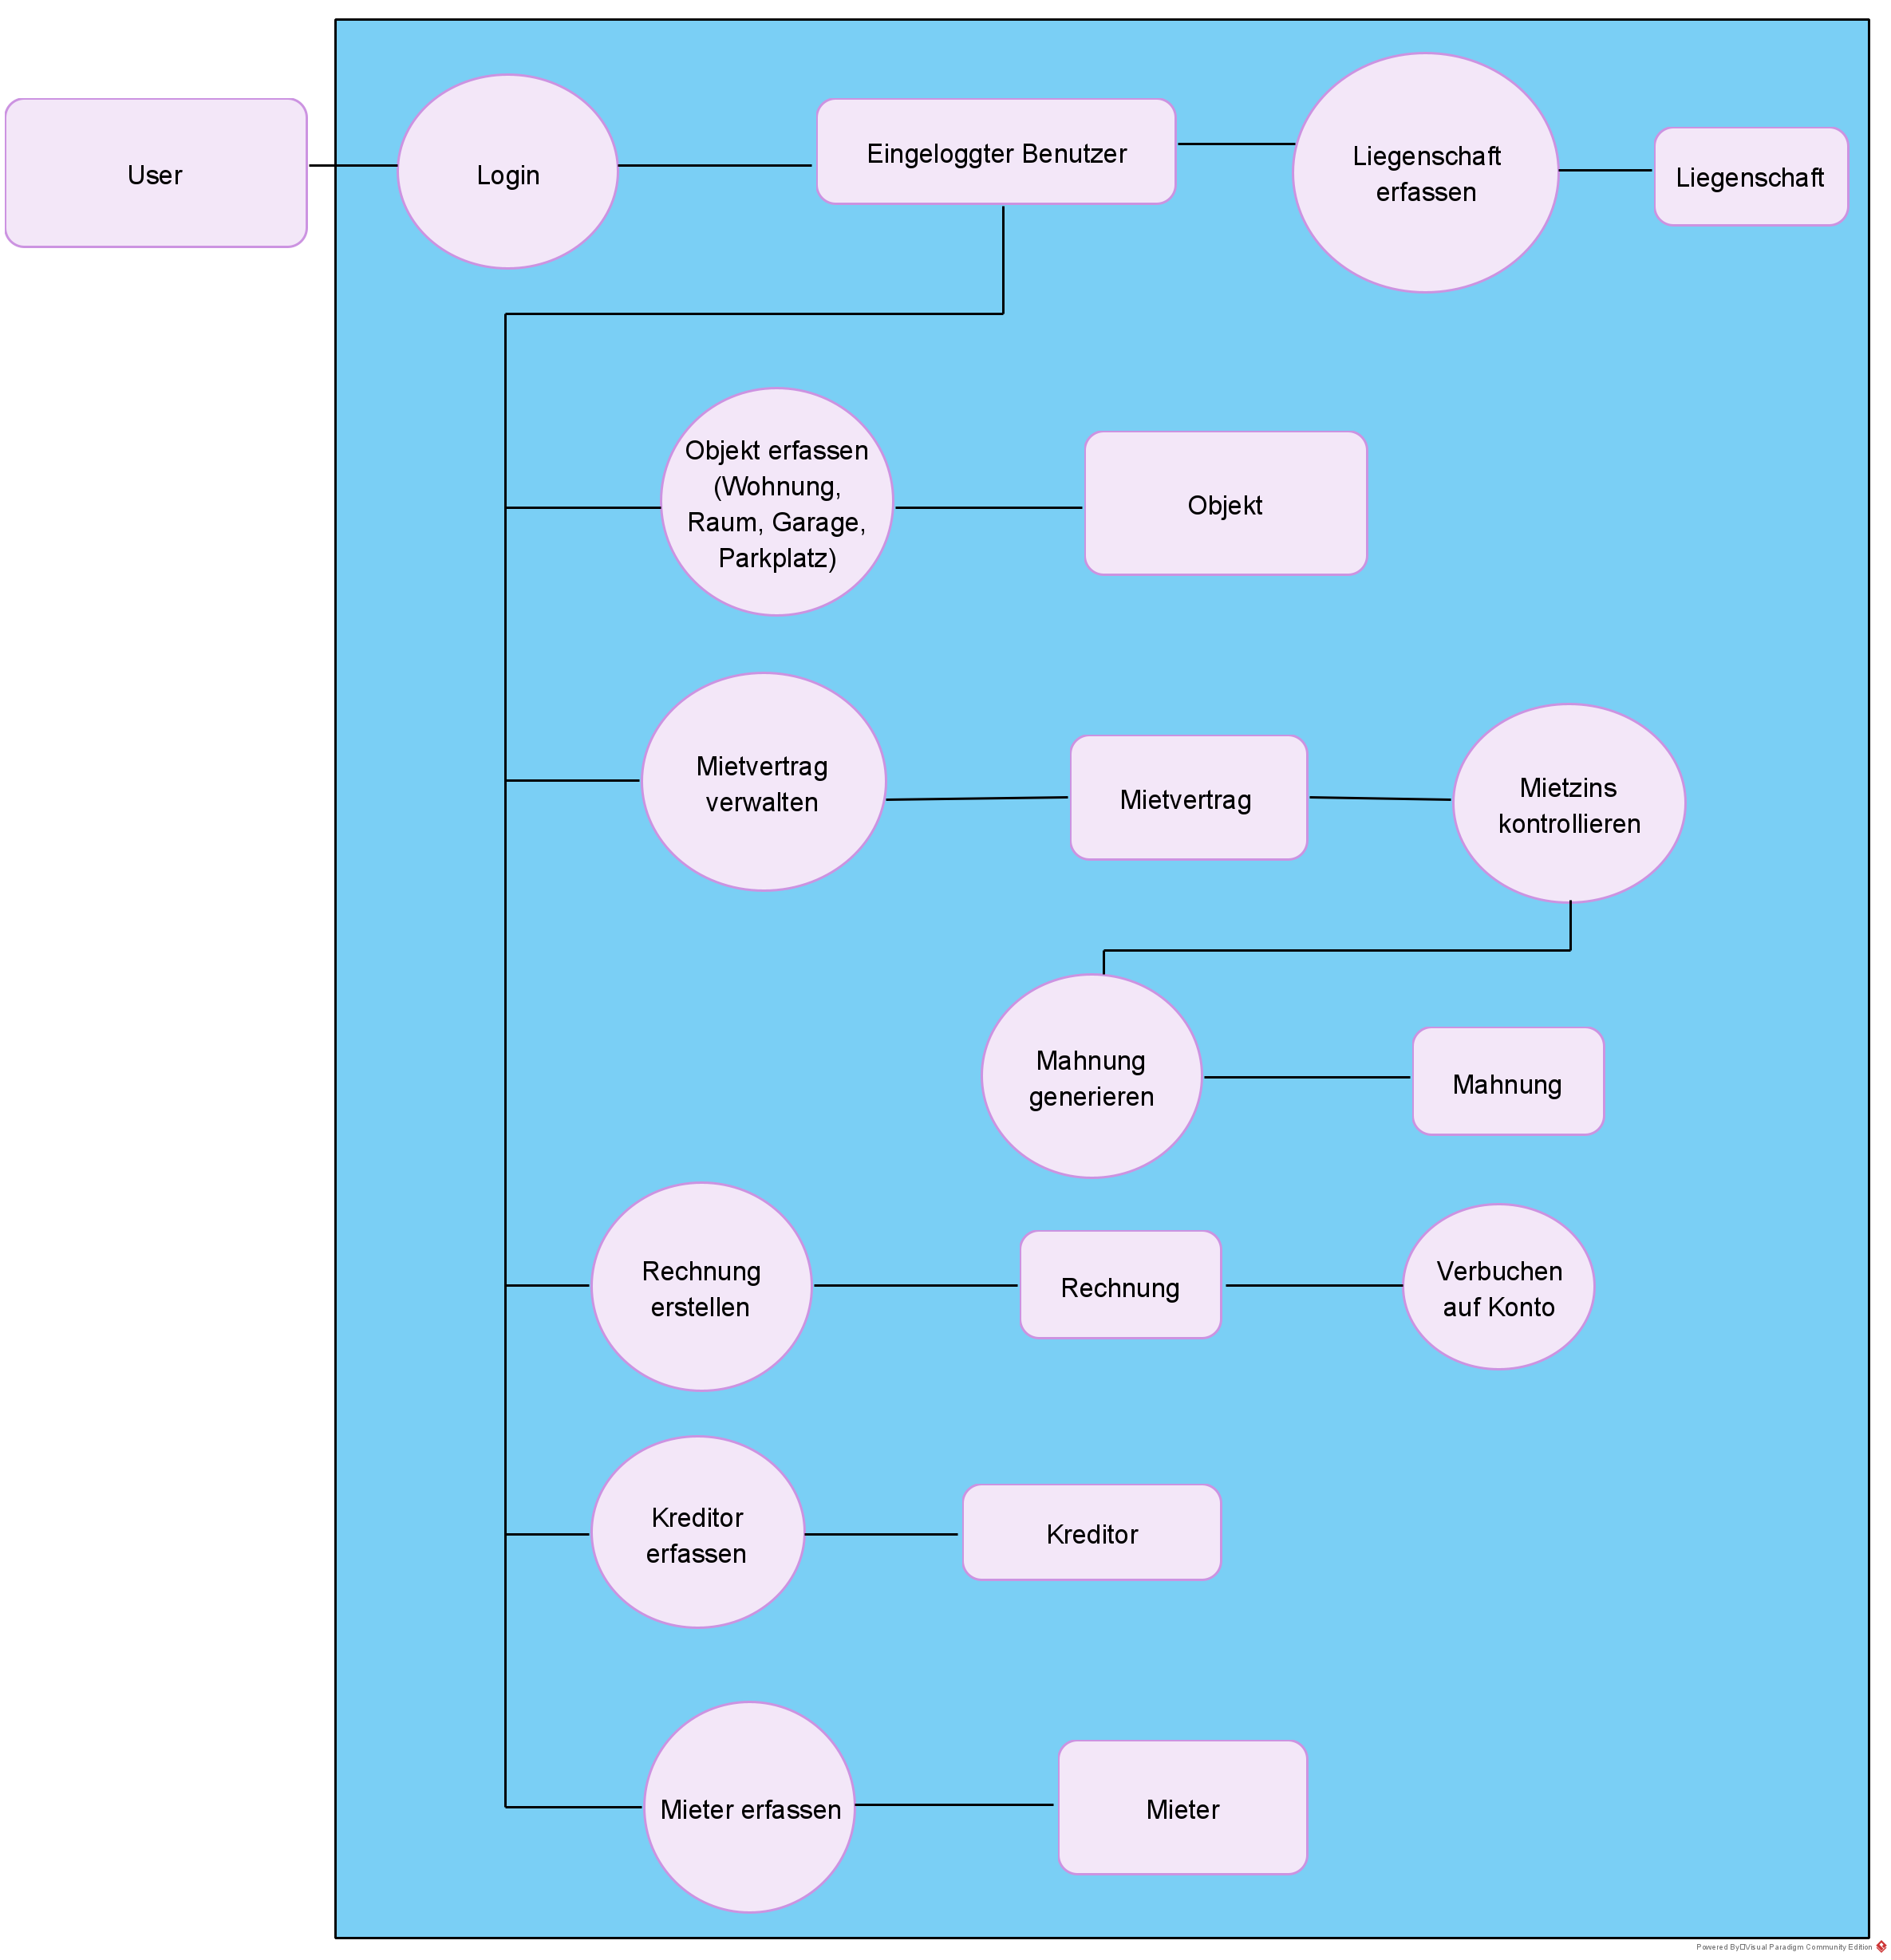 User
Login
Eingeloggter Benutzer
Liegenschaft
erfassen
Liegenschaft
Objekt erfassen
(Wohnung,
Raum, Garage,
Parkplatz)
Objekt
Mietvertrag
verwalten
Mietvertrag
Mietzins
kontrollieren
Mahnung
generieren
Mahnung
Rechnung
erstellen
Rechnung
Verbuchen
auf Konto
Kreditor
erfassen
Kreditor
Mieter erfassen
Mieter
Powered By□Visual Paradigm Community Edition